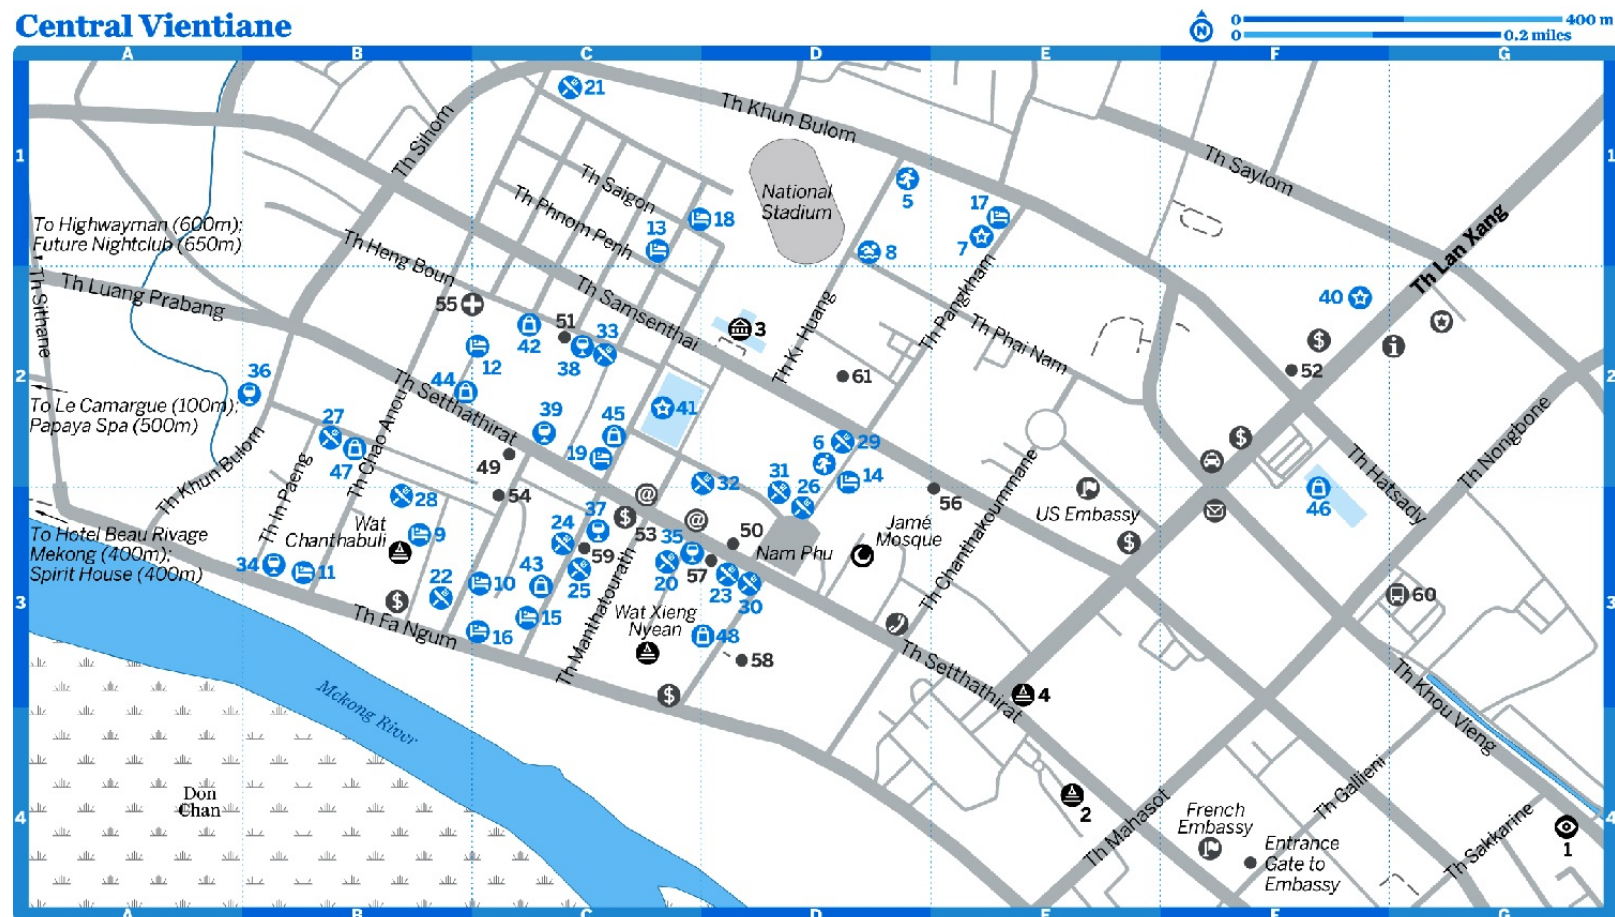 Central Vientiane
N
0
400 m
0
0.2 miles
A
B
C
D
E
F
G
1
1
2
2
3
3
4
4
A
B
C
D
E
F
G
21
Th Khun Bulom
Th Sihom
Th Saylom
Th Saigon
National
Stadium
5
17
7
8
18
13
Th Phnom Penh
To Highwayman (600m);
Future Nightclub (650m)
Th Heng Boun
Th Lan Xang
Th Sithane
Th Luang Prabang
Th Samsenthai
Th Pangkham
Th Ki Huang
Th Phai Nam
40
55
42
51
33
38
3
12
$
i
52
61
36
44
Th Setthathirat
41
To Le Camargue (100m);
Papaya Spa (500m)
27
47
Th Chao Anou
39
45
19
6
29
14
$
49
Th Khun Bulom
Th In Paeng
28
54
@
32
31
26
56
Th Chanthakoummane
US Embassy
46
Th Hatsady
Th Nongbone
Wat
Chanthabuli
9
37
24
$
53
@
50
35
Nam Phu
Jamé
Mosque
$
To Hotel Beau Rivage
Mekong (400m);
Spirit House (400m)
34
11
22
$
10
43
59
25
20
57
23
30
60
Th Fa Ngum
16
15
Th Manthatourath
Wat Xieng
Nyean
48
58
$
Th Setthathirat
4
Th Khou Vieng
Mekong River
Don
Chan
2
Th Mahasot
Th Gallieni
French
Embassy
Entrance
Gate to
Embassy
Th Sakkarine
1